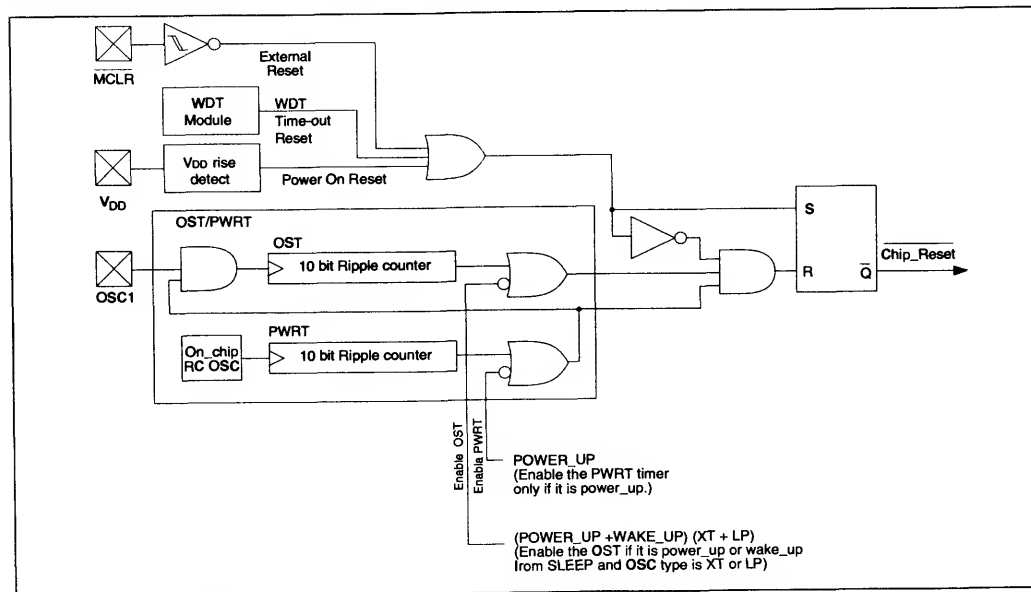 MCLR
External
Reset
WDT
Module
WDT
Time-out
Reset
VDD rise
detect
Power On Reset
VDD
OST/PWRT
OST
10 bit Ripple counter
OSC1
PWRT
On_chip
RC OSC
10 bit Ripple counter
S
R
Q
Chip_Reset
Enable OST
Enabla PWRT
POWER_UP
(Enable the PWRT timer
only if it is power_up.)
(POWER_UP +WAKE_UP) (XT + LP)
(Enable the OST if it is power_up or wake_up
from SLEEP and OSC type is XT or LP)